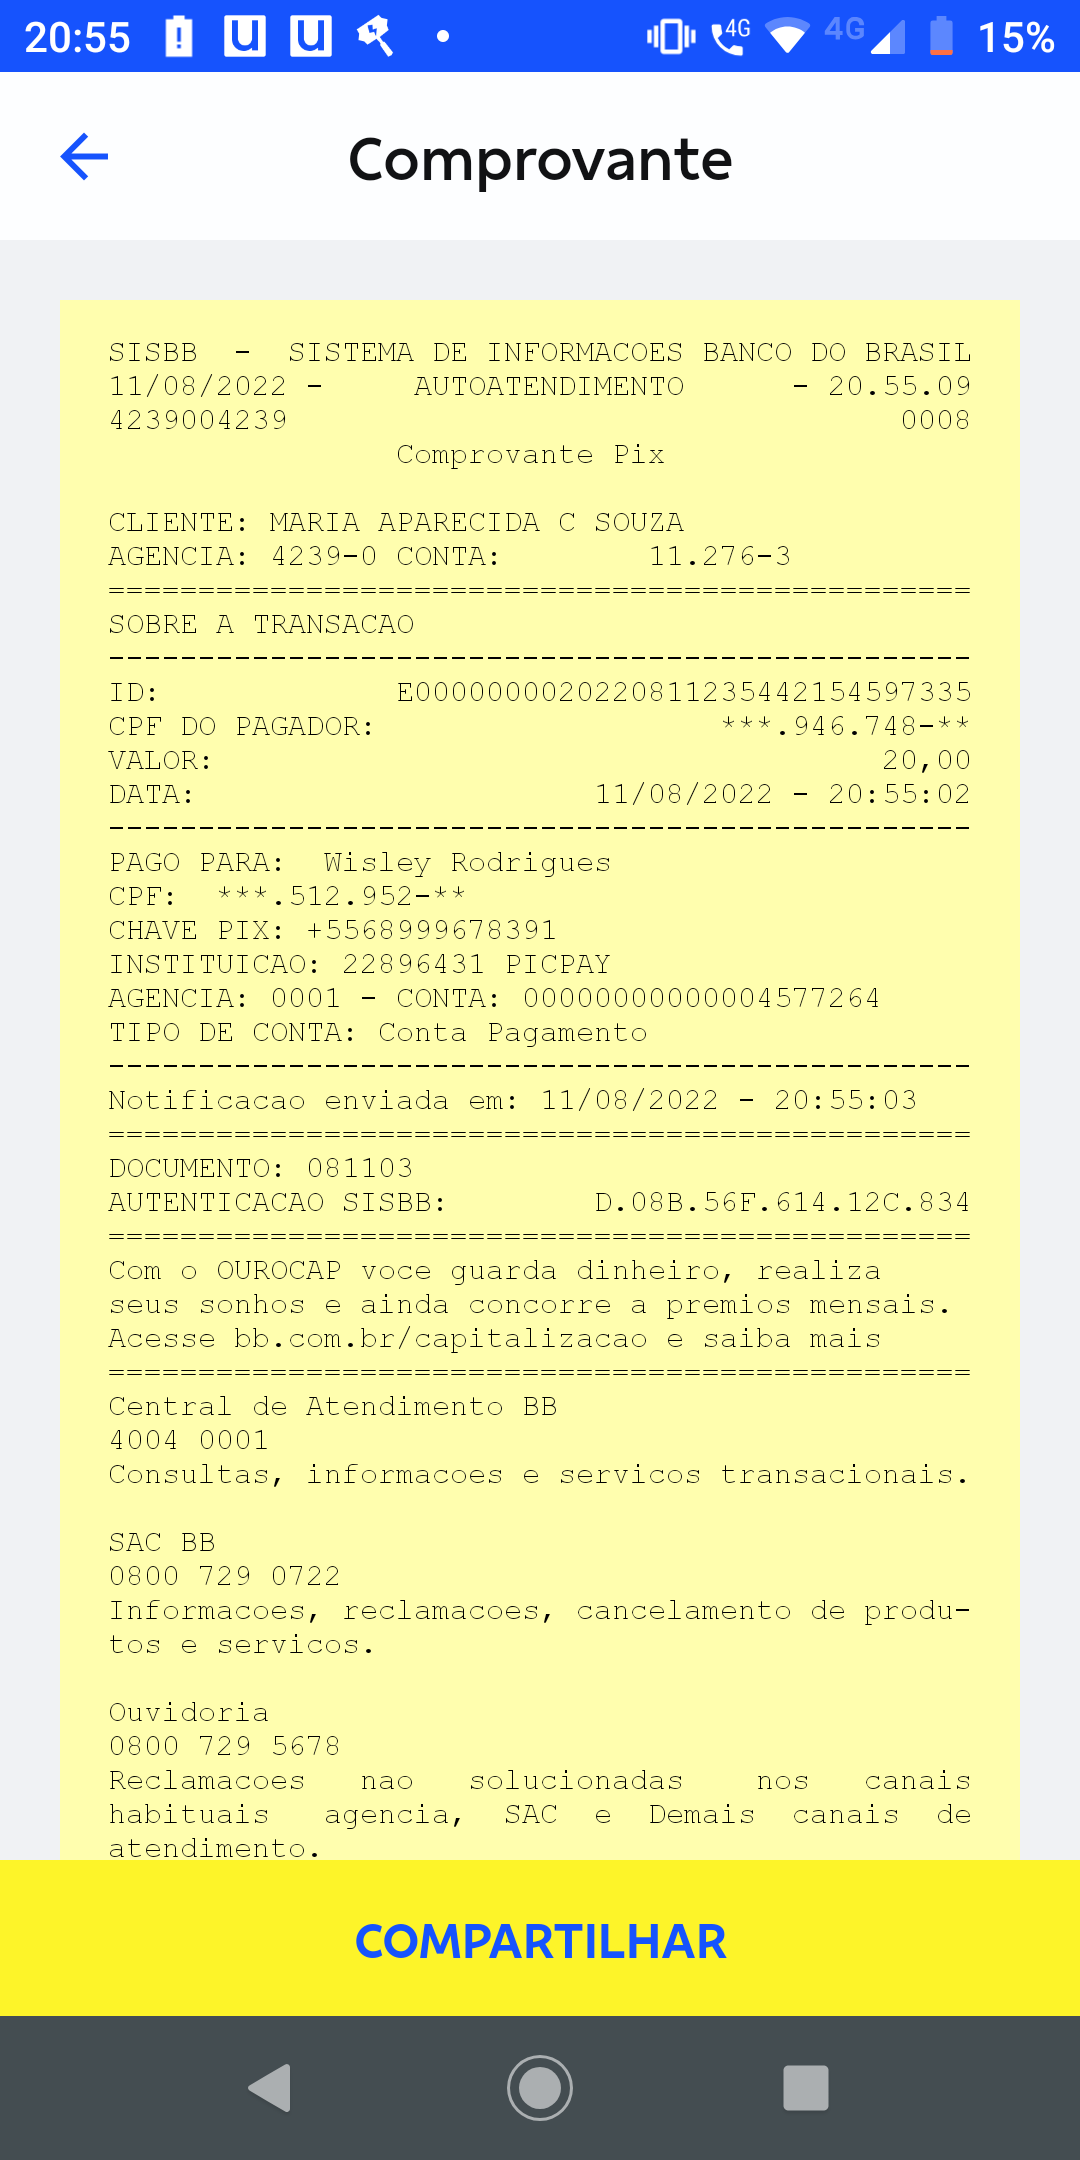 20:55
4G
4G
15%
Comprovante
SISBB - SISTEMA DE INFORMACOES BANCO DO BRASIL
11/08/2022 - AUTOATENDIMENTO - 20.55.09
4239004239 0008
Comprovante Pix
CLIENTE: MARIA APARECIDA C SOUZA
AGENCIA: 4239-0 CONTA: 11.276-3
================================================
SOBRE A TRANSACAO
------------------------------------------------
ID: E0000000020220811235442154597335
CPF DO PAGADOR: ***.946.748-**
VALOR: 20,00
DATA: 11/08/2022 - 20:55:02
------------------------------------------------
PAGO PARA: Wisley Rodrigues
CPF: ***.512.952-**
CHAVE PIX: +5568999678391
INSTITUICAO: 22896431 PICPAY
AGENCIA: 0001 - CONTA: 00000000000004577264
TIPO DE CONTA: Conta Pagamento
------------------------------------------------
Notificacao enviada em: 11/08/2022 - 20:55:03
================================================
DOCUMENTO: 081103
AUTENTICACAO SISBB: D.08B.56F.614.12C.834
================================================
Com o OUROCAP voce guarda dinheiro, realiza
seus sonhos e ainda concorre a premios mensais.
Acesse bb.com.br/capitalizacao e saiba mais
================================================
Central de Atendimento BB
4004 0001
Consultas, informacoes e servicos transacionais.
SAC BB
0800 729 0722
Informacoes, reclamacoes, cancelamento de produ-
tos e servicos.
Ouvidoria
0800 729 5678
Reclamacoes nao solucionadas nos canais
habituais agencia, SAC e Demais canais de
atendimento.
COMPARTILHAR